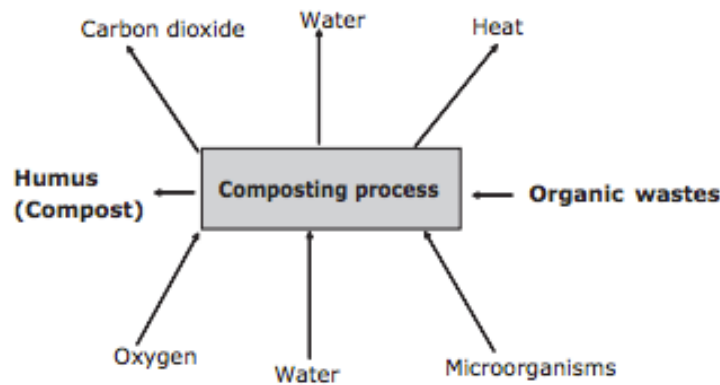 Carbon dioxide
Water
Heat
Humus
(Compost)
Composting process
Organic wastes
Oxygen
Water
Microorganisms